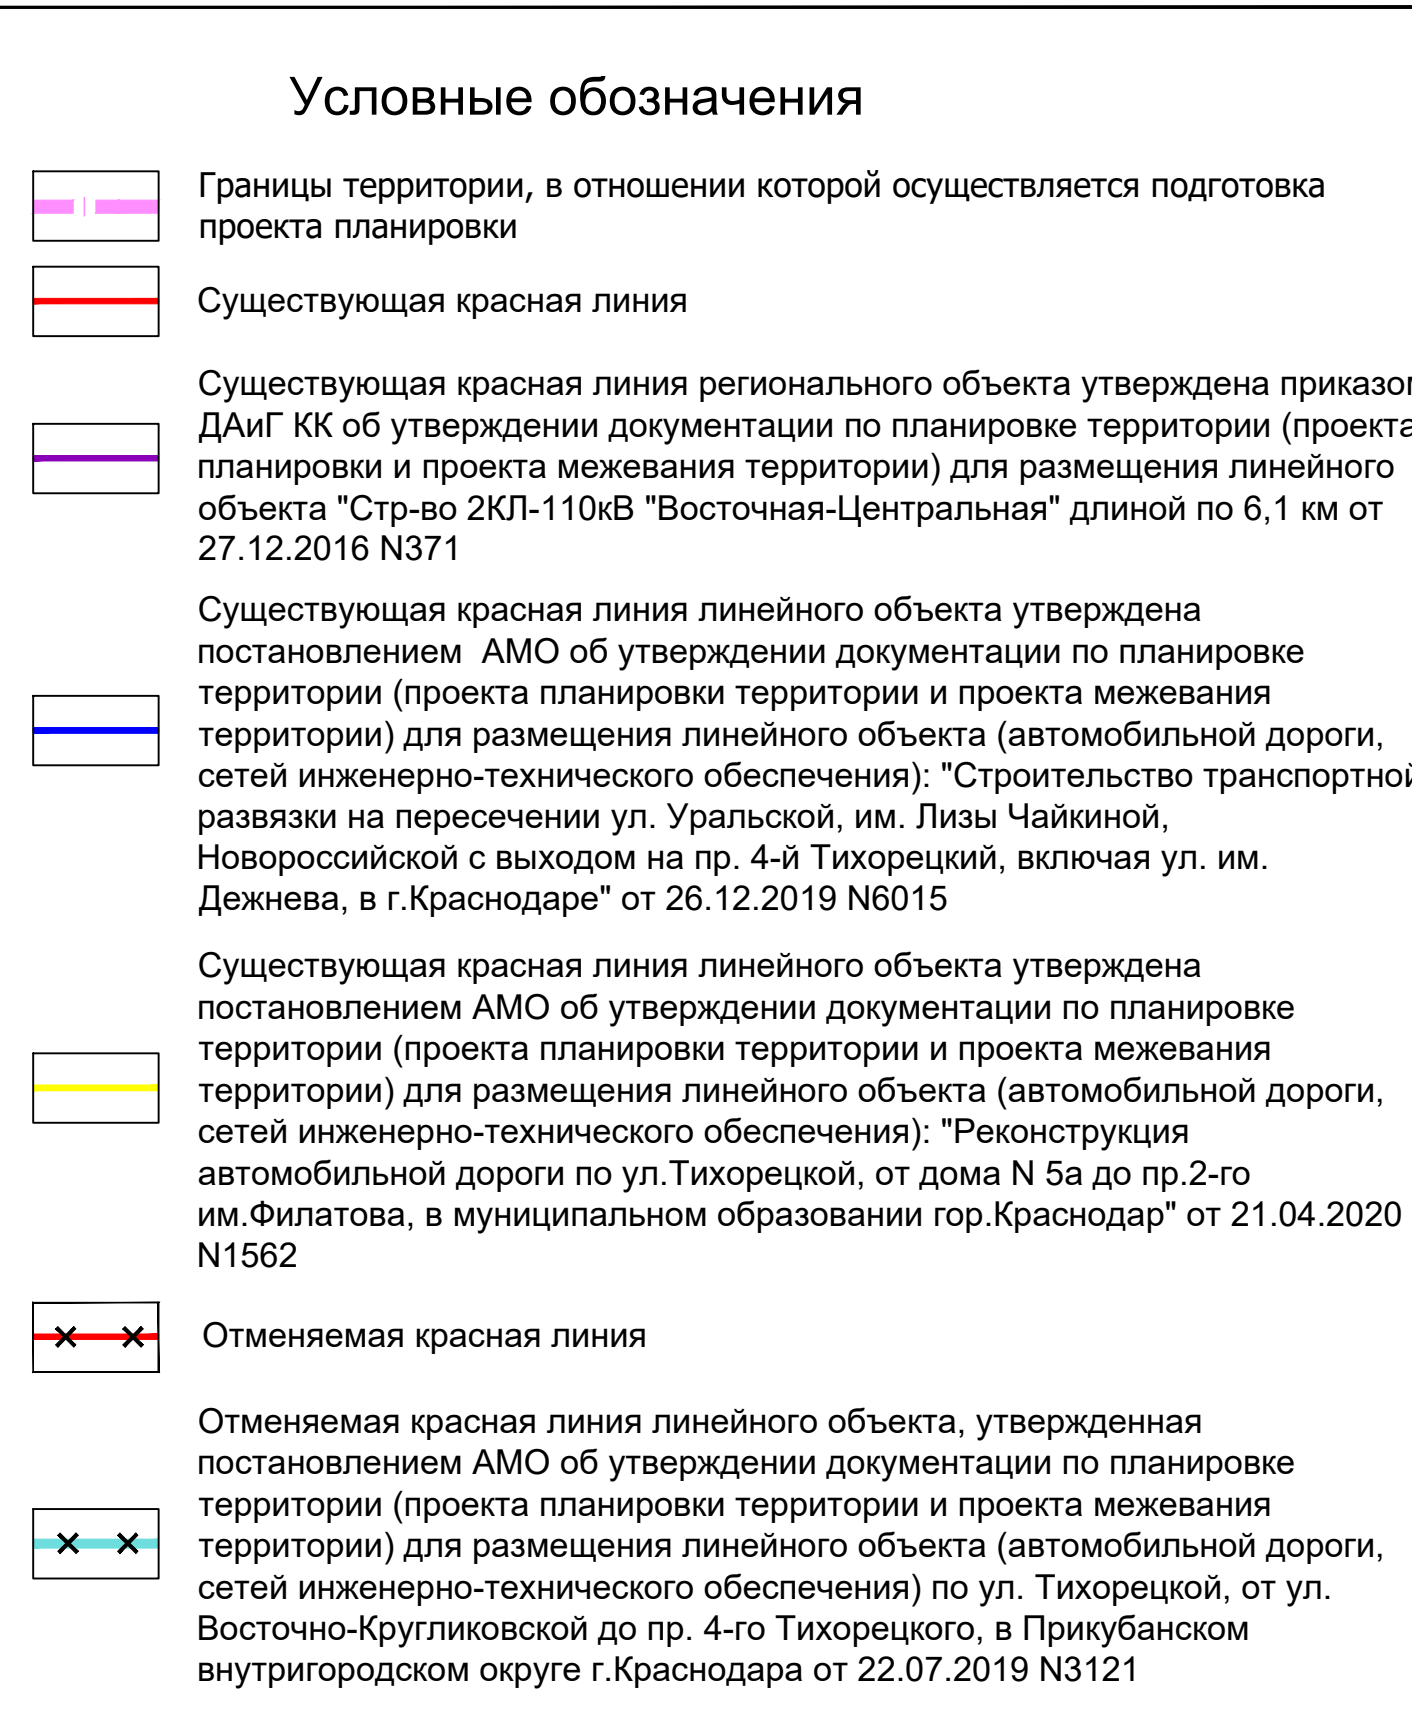 Условные обозначения
Границы территории, в отношении которой осуществляется подготовка
проекта планировки
Существующая красная линия
Существующая красная линия регионального объекта утверждена приказом
ДАиГ КК об утверждении документации по планировке территории (проекта
планировки и проекта межевания территории) для размещения линейного
объекта "Стр-во 2КЛ-110кВ "Восточная-Центральная" длиной по 6,1 км от
27.12.2016 N371
Существующая красная линия линейного объекта утверждена
постановлением АМО об утверждении документации по планировке
территории (проекта планировки территории и проекта межевания
территории) для размещения линейного объекта (автомобильной дороги,
сетей инженерно-технического обеспечения): "Строительство транспортной
развязки на пересечении ул. Уральской, им. Лизы Чайкиной,
Новороссийской с выходом на пр. 4-й Тихорецкий, включая ул. им.
Дежнева, в г.Краснодаре" от 26.12.2019 N6015
Существующая красная линия линейного объекта утверждена
постановлением АМО об утверждении документации по планировке
территории (проекта планировки территории и проекта межевания
территории) для размещения линейного объекта (автомобильной дороги,
сетей инженерно-технического обеспечения): "Реконструкция
автомобильной дороги по ул.Тихорецкой, от дома N 5а до пр.2-го
им.Филатова, в муниципальном образовании гор.Краснодар" от 21.04.2020
N1562
Отменяемая красная линия
Отменяемая красная линия линейного объекта, утвержденная
постановлением АМО об утверждении документации по планировке
территории (проекта планировки территории и проекта межевания
территории) для размещения линейного объекта (автомобильной дороги,
сетей инженерно-технического обеспечения) по ул. Тихорецкой, от ул.
Восточно-Кругликовской до пр. 4-го Тихорецкого, в Прикубанском
внутригородском округе г.Краснодара от 22.07.2019 N3121